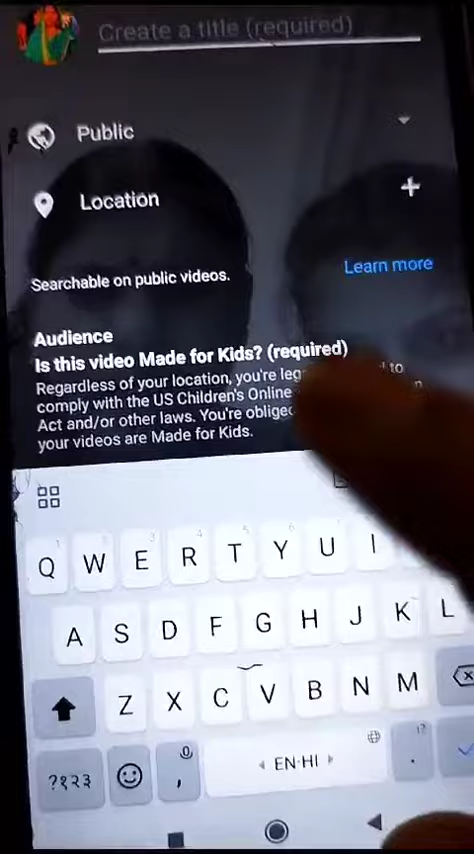 Create a title (required)
Public
Location
Searchable on public videos.
Learn more
Audience
Is this video Made for Kids? (required)
Regardless of your location, you're to
comply with the US Children's Online
Act and/or other laws. You're
your videos are Made for Kids.
Q W E R T Y U I
A S D F G H J K L
Z X C V B N M
?१२३ , EN·HI .